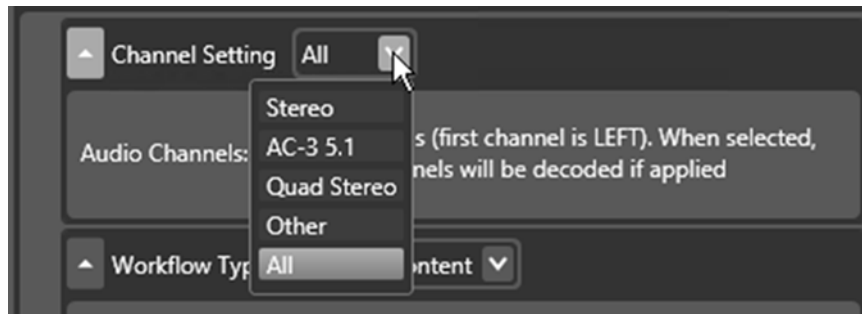 Channel Setting All
Stereo
Audio Channels: AC-3 5.1 s (first channel is LEFT). When selected,
nels will be decoded if applied
Quad Stereo
Other
Workflow Typ All ntent